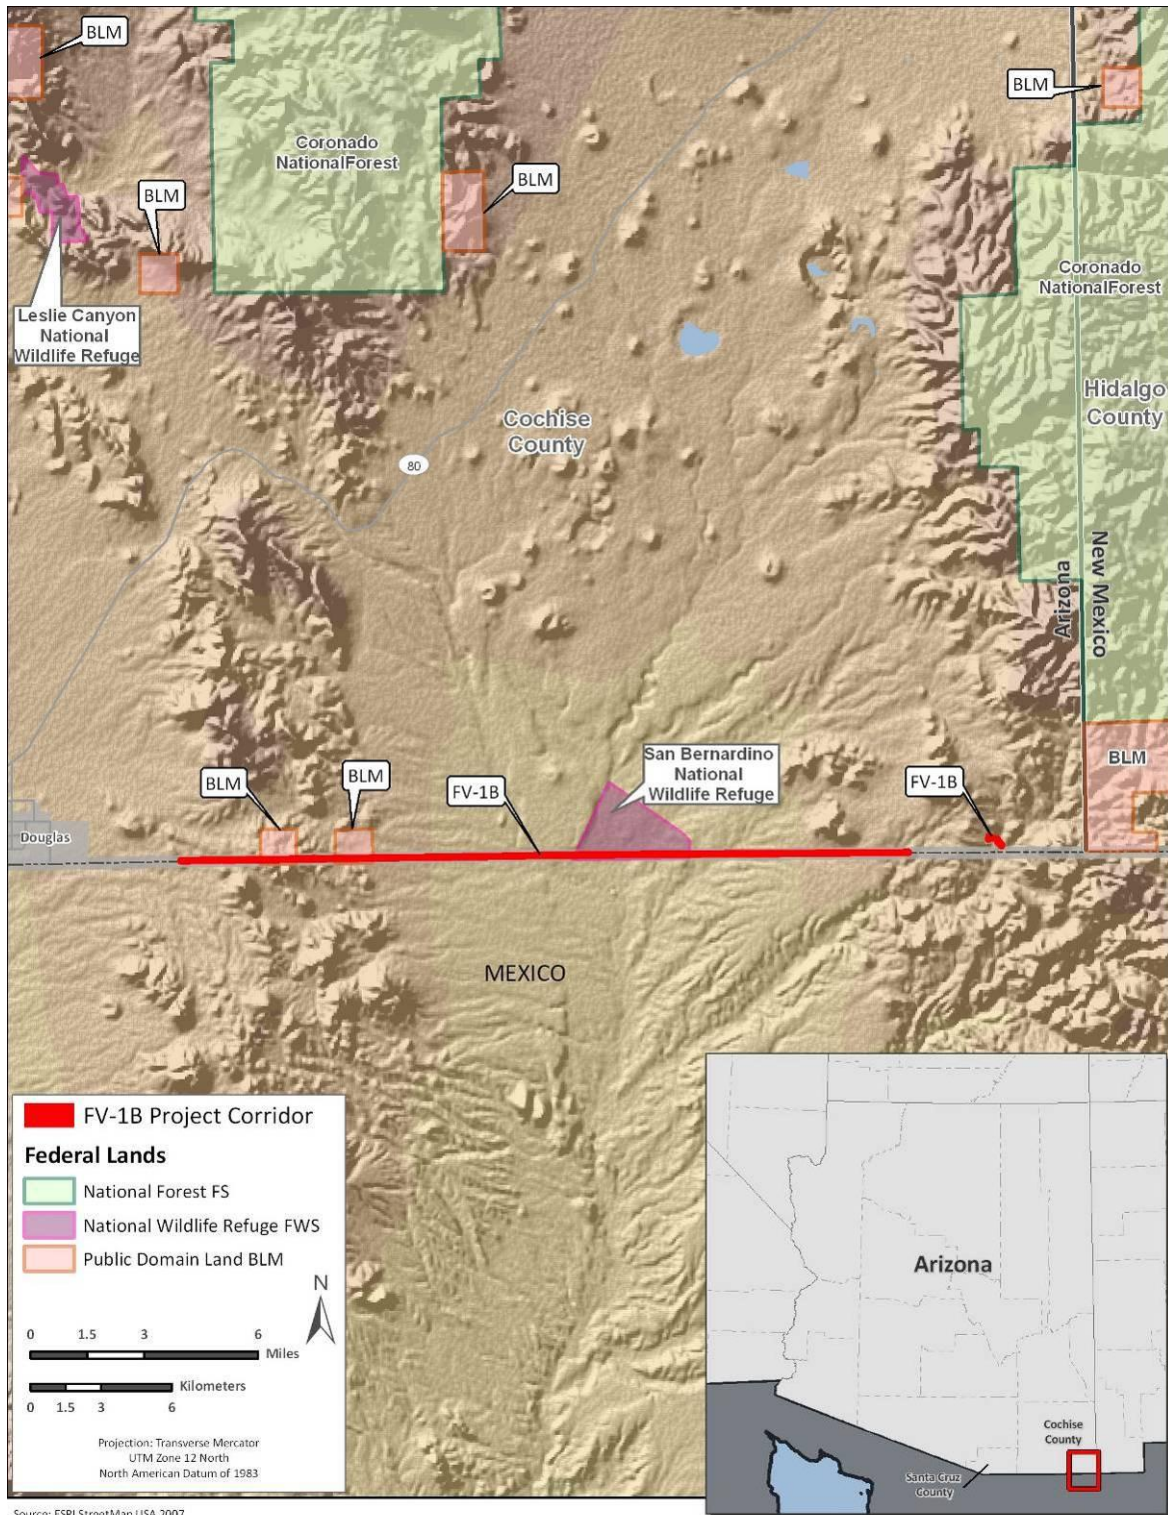 BLM
BLM
Coronado
NationalForest
BLM
BLM
Leslie Canyon
National
Wildlife Refuge
Coronado
NationalForest
Hidalgo
County
Cochise
County
80
Arizona
New Mexico
San Bernardino
National
Wildlife Refuge
BLM
BLM
FV-1B
FV-1B
BLM
Douglas
MEXICO
FV-1B Project Corridor
Federal Lands
National Forest FS
National Wildlife Refuge FWS
Public Domain Land BLM
N
0 1.5 3 6
Miles
Kilometers
0 1.5 3 6
Projection: Transverse Mercator
UTM Zone 12 North
North American Datum of 1983
Arizona
Cochise
County
Santa Cruz
County
Source: ESRI StreetMap USA 2007